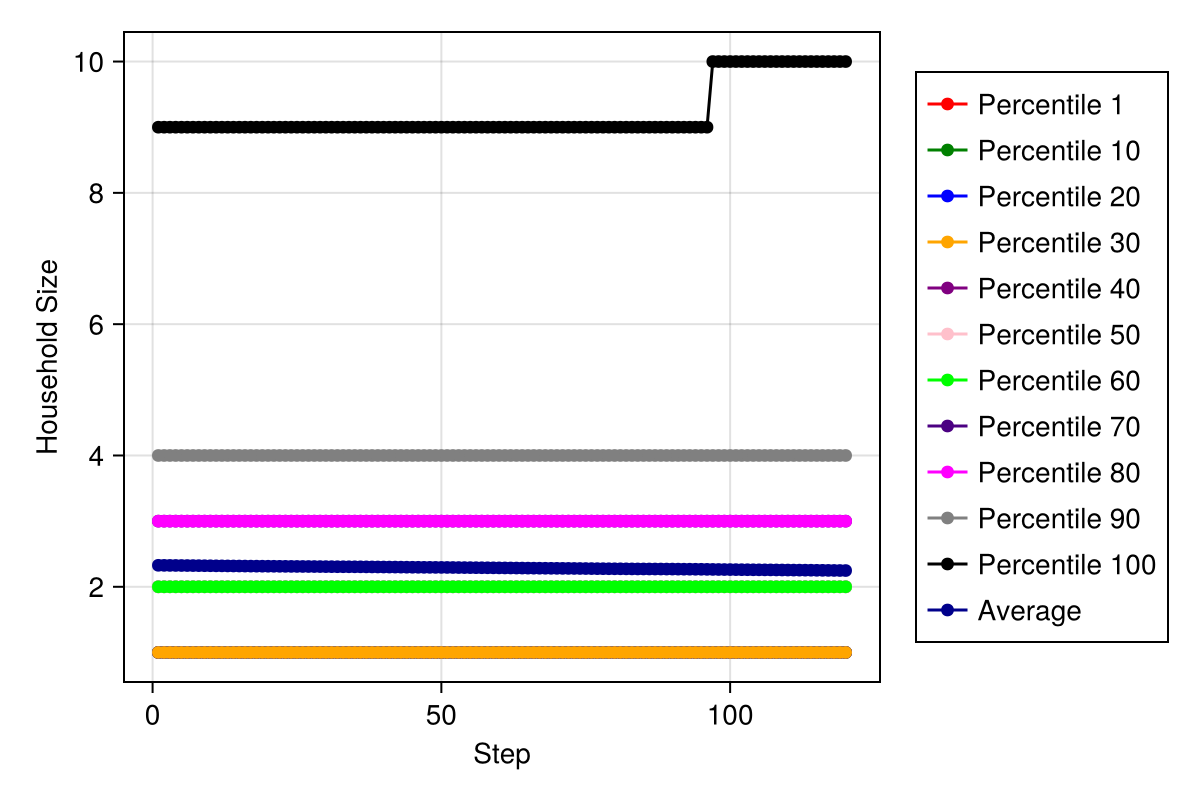 10
8
6
4
2
Household Size
0
50
100
Step
Percentile 1
Percentile 10
Percentile 20
Percentile 30
Percentile 40
Percentile 50
Percentile 60
Percentile 70
Percentile 80
Percentile 90
Percentile 100
Average